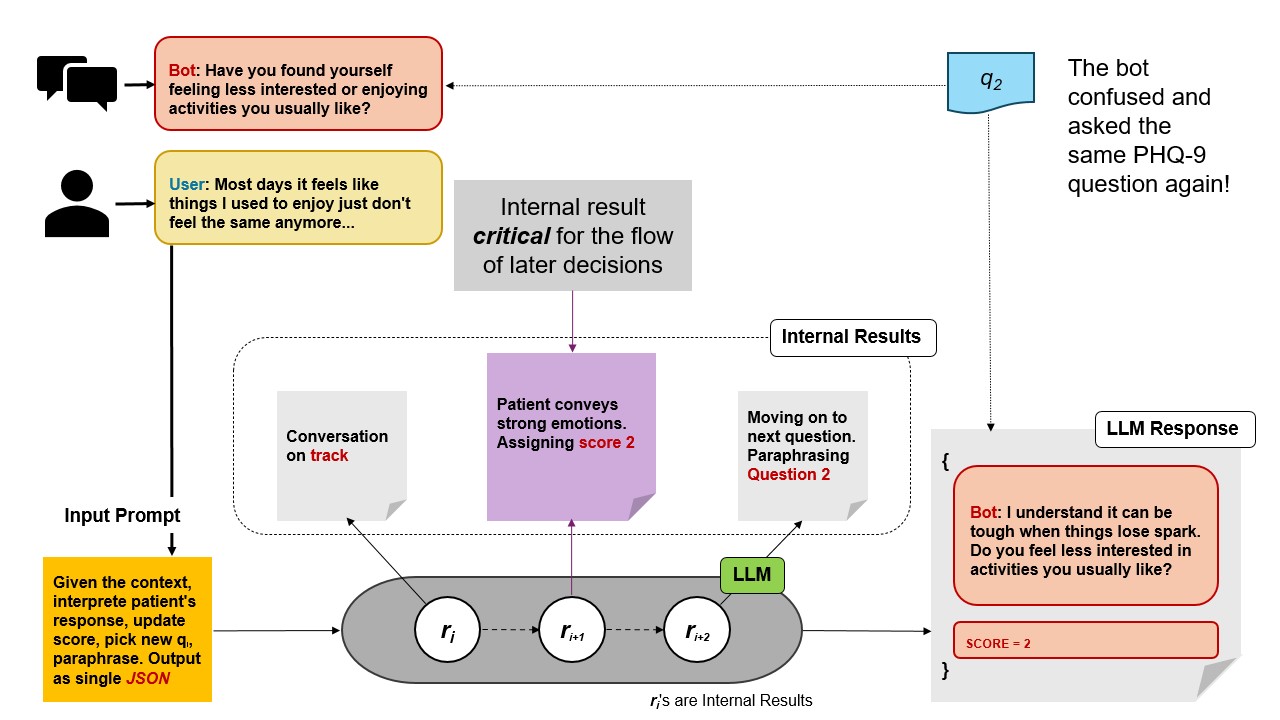 Bot: Have you found yourself
feeling less interested or enjoying
activities you usually like?
q2
The bot
confused and
asked the
same PHQ-9
question again!
User: Most days it feels like
things I used to enjoy just don't
feel the same anymore...
Internal result
critical for the flow
of later decisions
Internal Results
Conversation
on track
Patient conveys
strong emotions.
Assigning score 2
Moving on to
next question.
Paraphrasing
Question 2
LLM Response
{
Bot: I understand it can be
tough when things lose spark.
Do you feel less interested in
activities you usually like?
SCORE = 2
}
Input Prompt
Given the context,
interprete patient's
response, update
score, pick new qi,
paraphrase. Output
as single JSON
LLM
ri
ri+1
ri+2
ri's are Internal Results